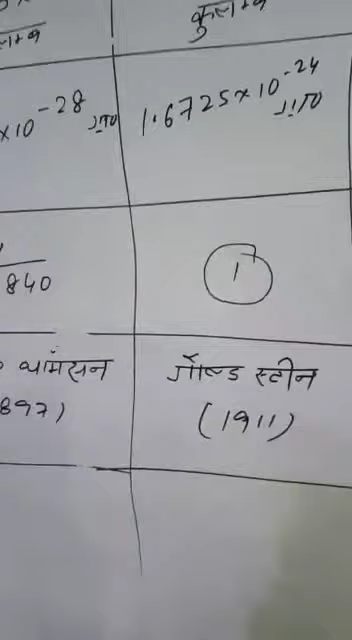 कुलाम्ब
×10⁻²⁸ ग्राम
1.6725×10⁻²⁴
ग्राम
840
1
थॉमसन
897)
गॉल्ड स्टीन
(1911)